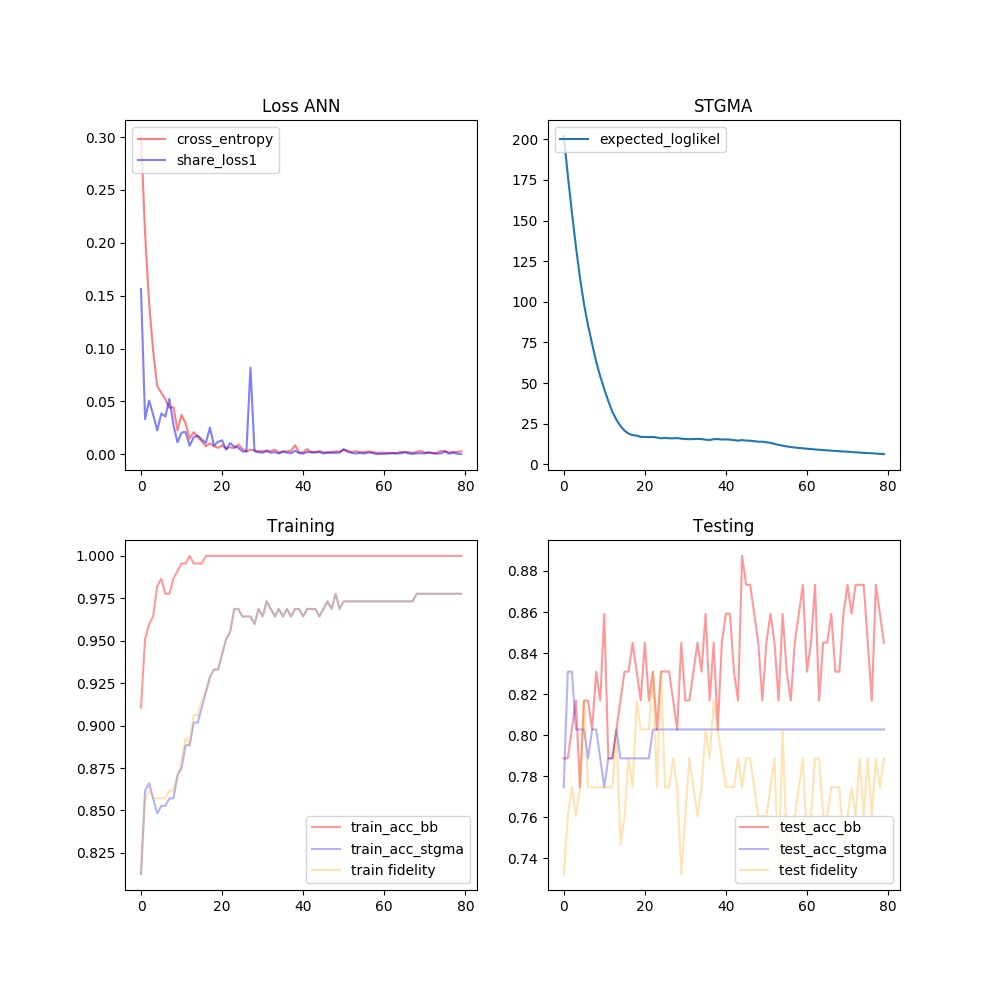 Loss ANN
cross_entropy
share_loss1
0.30
0.25
0.20
0.15
0.10
0.05
0.00
0 20 40 60 80
STGMA
expected_loglikel
200
175
150
125
100
75
50
25
0
0 20 40 60 80
Training
1.000
0.975
0.950
0.925
0.900
0.875
0.850
0.825
train_acc_bb
train_acc_stgma
train fidelity
0 20 40 60 80
Testing
0.88
0.86
0.84
0.82
0.80
0.78
0.76
0.74
test_acc_bb
test_acc_stgma
test fidelity
0 20 40 60 80